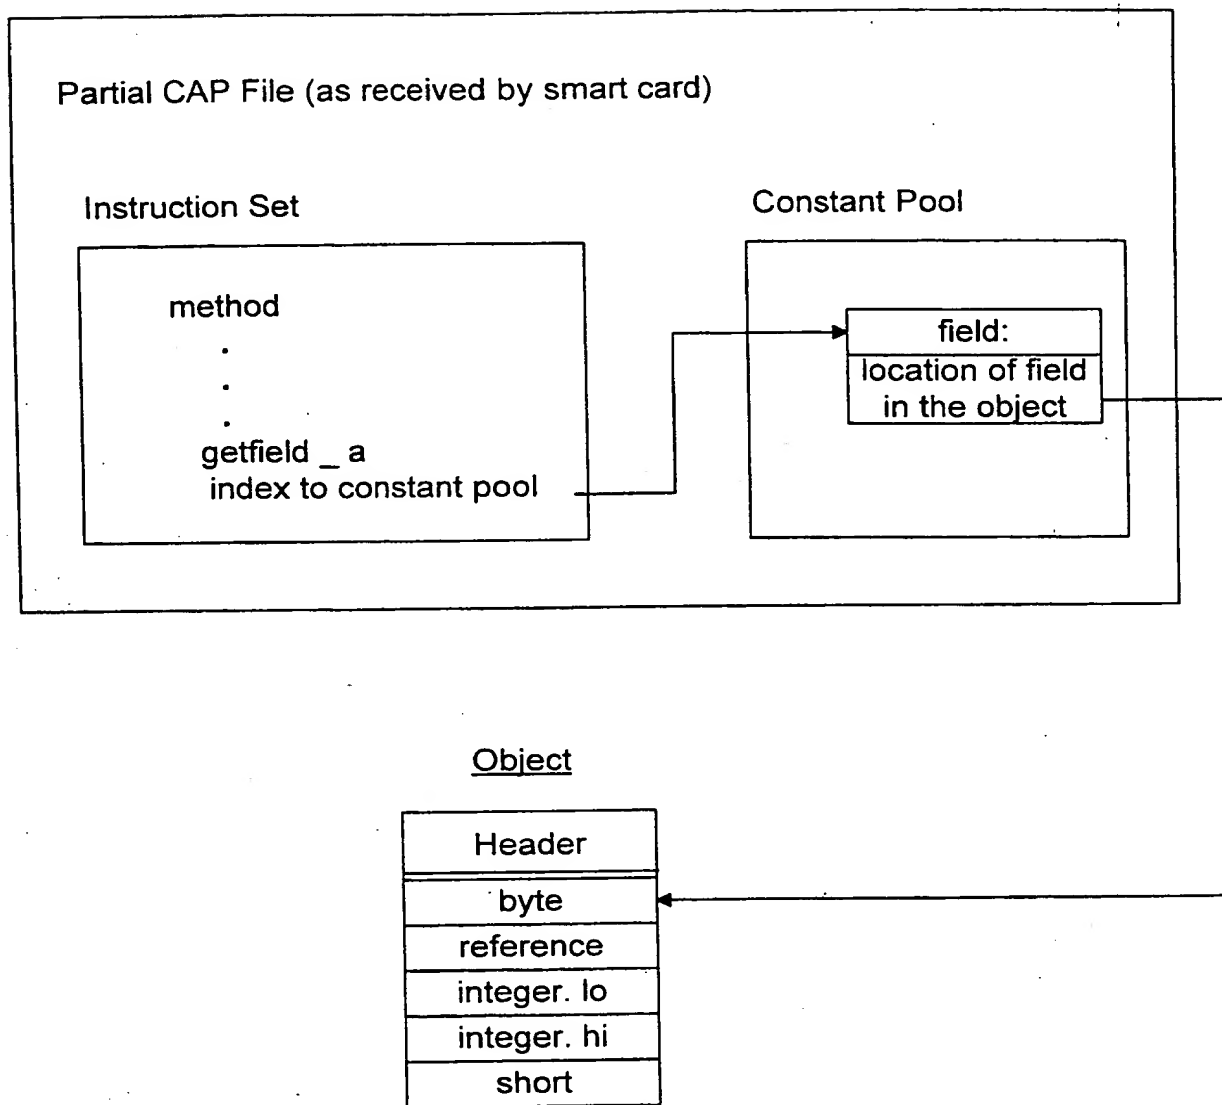 Partial CAP File (as received by smart card)
Instruction Set
Constant Pool
method
.
.
.
getfield _ a
index to constant pool
field:
location of field
in the object
Object
Header
byte
reference
integer. lo
integer. hi
short